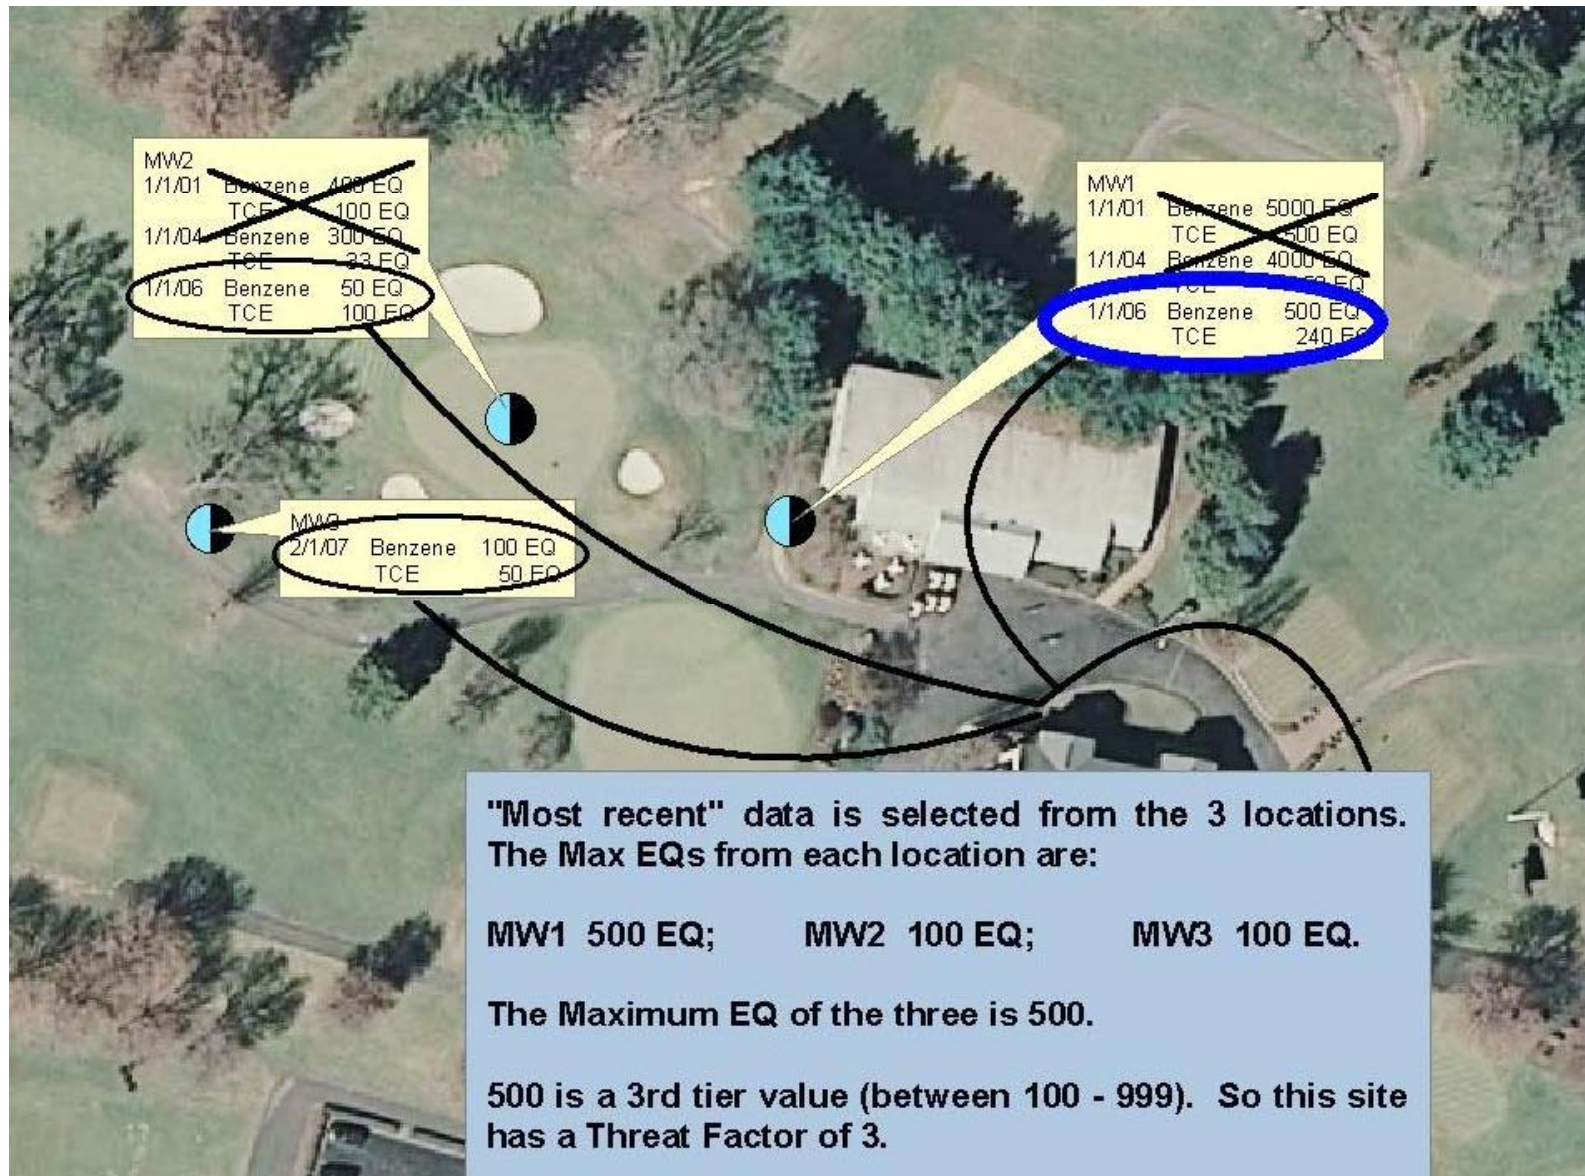 MW2
1/1/01 Benzene 400 EQ
TCE 100 EQ
1/1/04 Benzene 300 EQ
TCE 33 EQ
1/1/06 Benzene 50 EQ
TCE 100 EQ
MW1
1/1/01 Benzene 5000 EQ
TCE 500 EQ
1/1/04 Benzene 4000 EQ
TCE EQ
1/1/06 Benzene 500 EQ
TCE 240 EQ
MW3
2/1/07 Benzene 100 EQ
TCE 50 EQ
"Most recent" data is selected from the 3 locations.
The Max EQs from each location are:
MW1 500 EQ; MW2 100 EQ; MW3 100 EQ.
The Maximum EQ of the three is 500.
500 is a 3rd tier value (between 100 - 999). So this site
has a Threat Factor of 3.